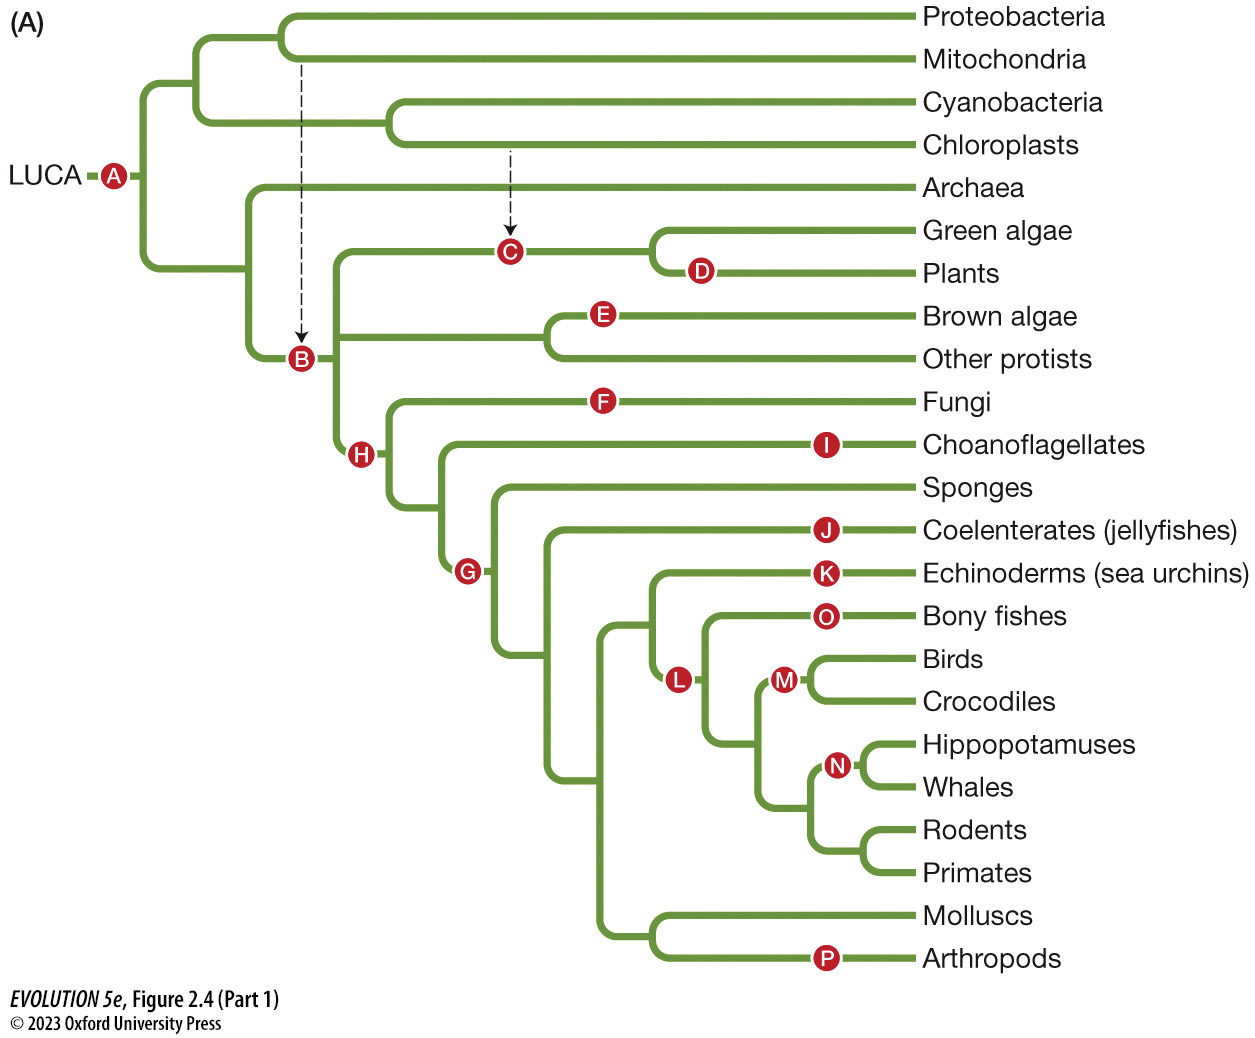 (A)
Proteobacteria
Mitochondria
Cyanobacteria
Chloroplasts
LUCA A
Archaea
Green algae
C
D Plants
E Brown algae
B Other protists
F Fungi
H I Choanoflagellates
Sponges
J Coelenterates (jellyfishes)
G K Echinoderms (sea urchins)
O Bony fishes
Birds
L M
Crocodiles
Hippopotamuses
N
Whales
Rodents
Primates
Molluscs
P Arthropods
EVOLUTION 5e, Figure 2.4 (Part 1)
© 2023 Oxford University Press